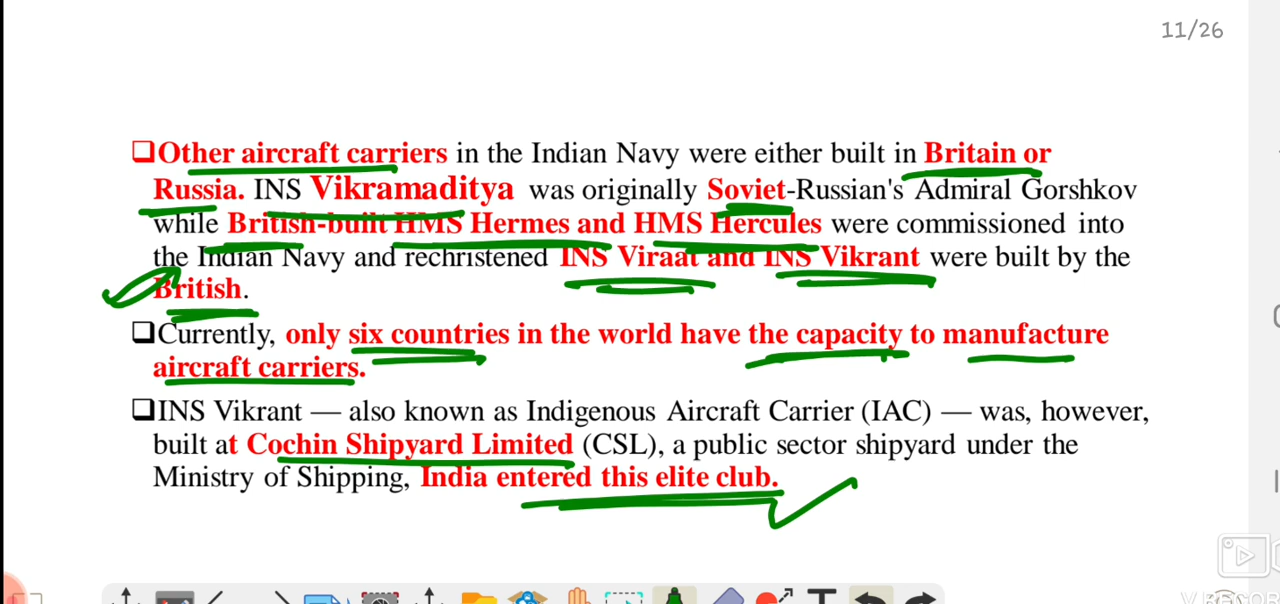 11/26
❑Other aircraft carriers in the Indian Navy were either built in Britain or
Russia. INS Vikramaditya was originally Soviet-Russian's Admiral Gorshkov
while British-built HMS Hermes and HMS Hercules were commissioned into
the Indian Navy and rechristened INS Viraat and INS Vikrant were built by the
British.
❑Currently, only six countries in the world have the capacity to manufacture
aircraft carriers.
❑INS Vikrant — also known as Indigenous Aircraft Carrier (IAC) — was, however,
built at Cochin Shipyard Limited (CSL), a public sector shipyard under the
Ministry of Shipping, India entered this elite club.